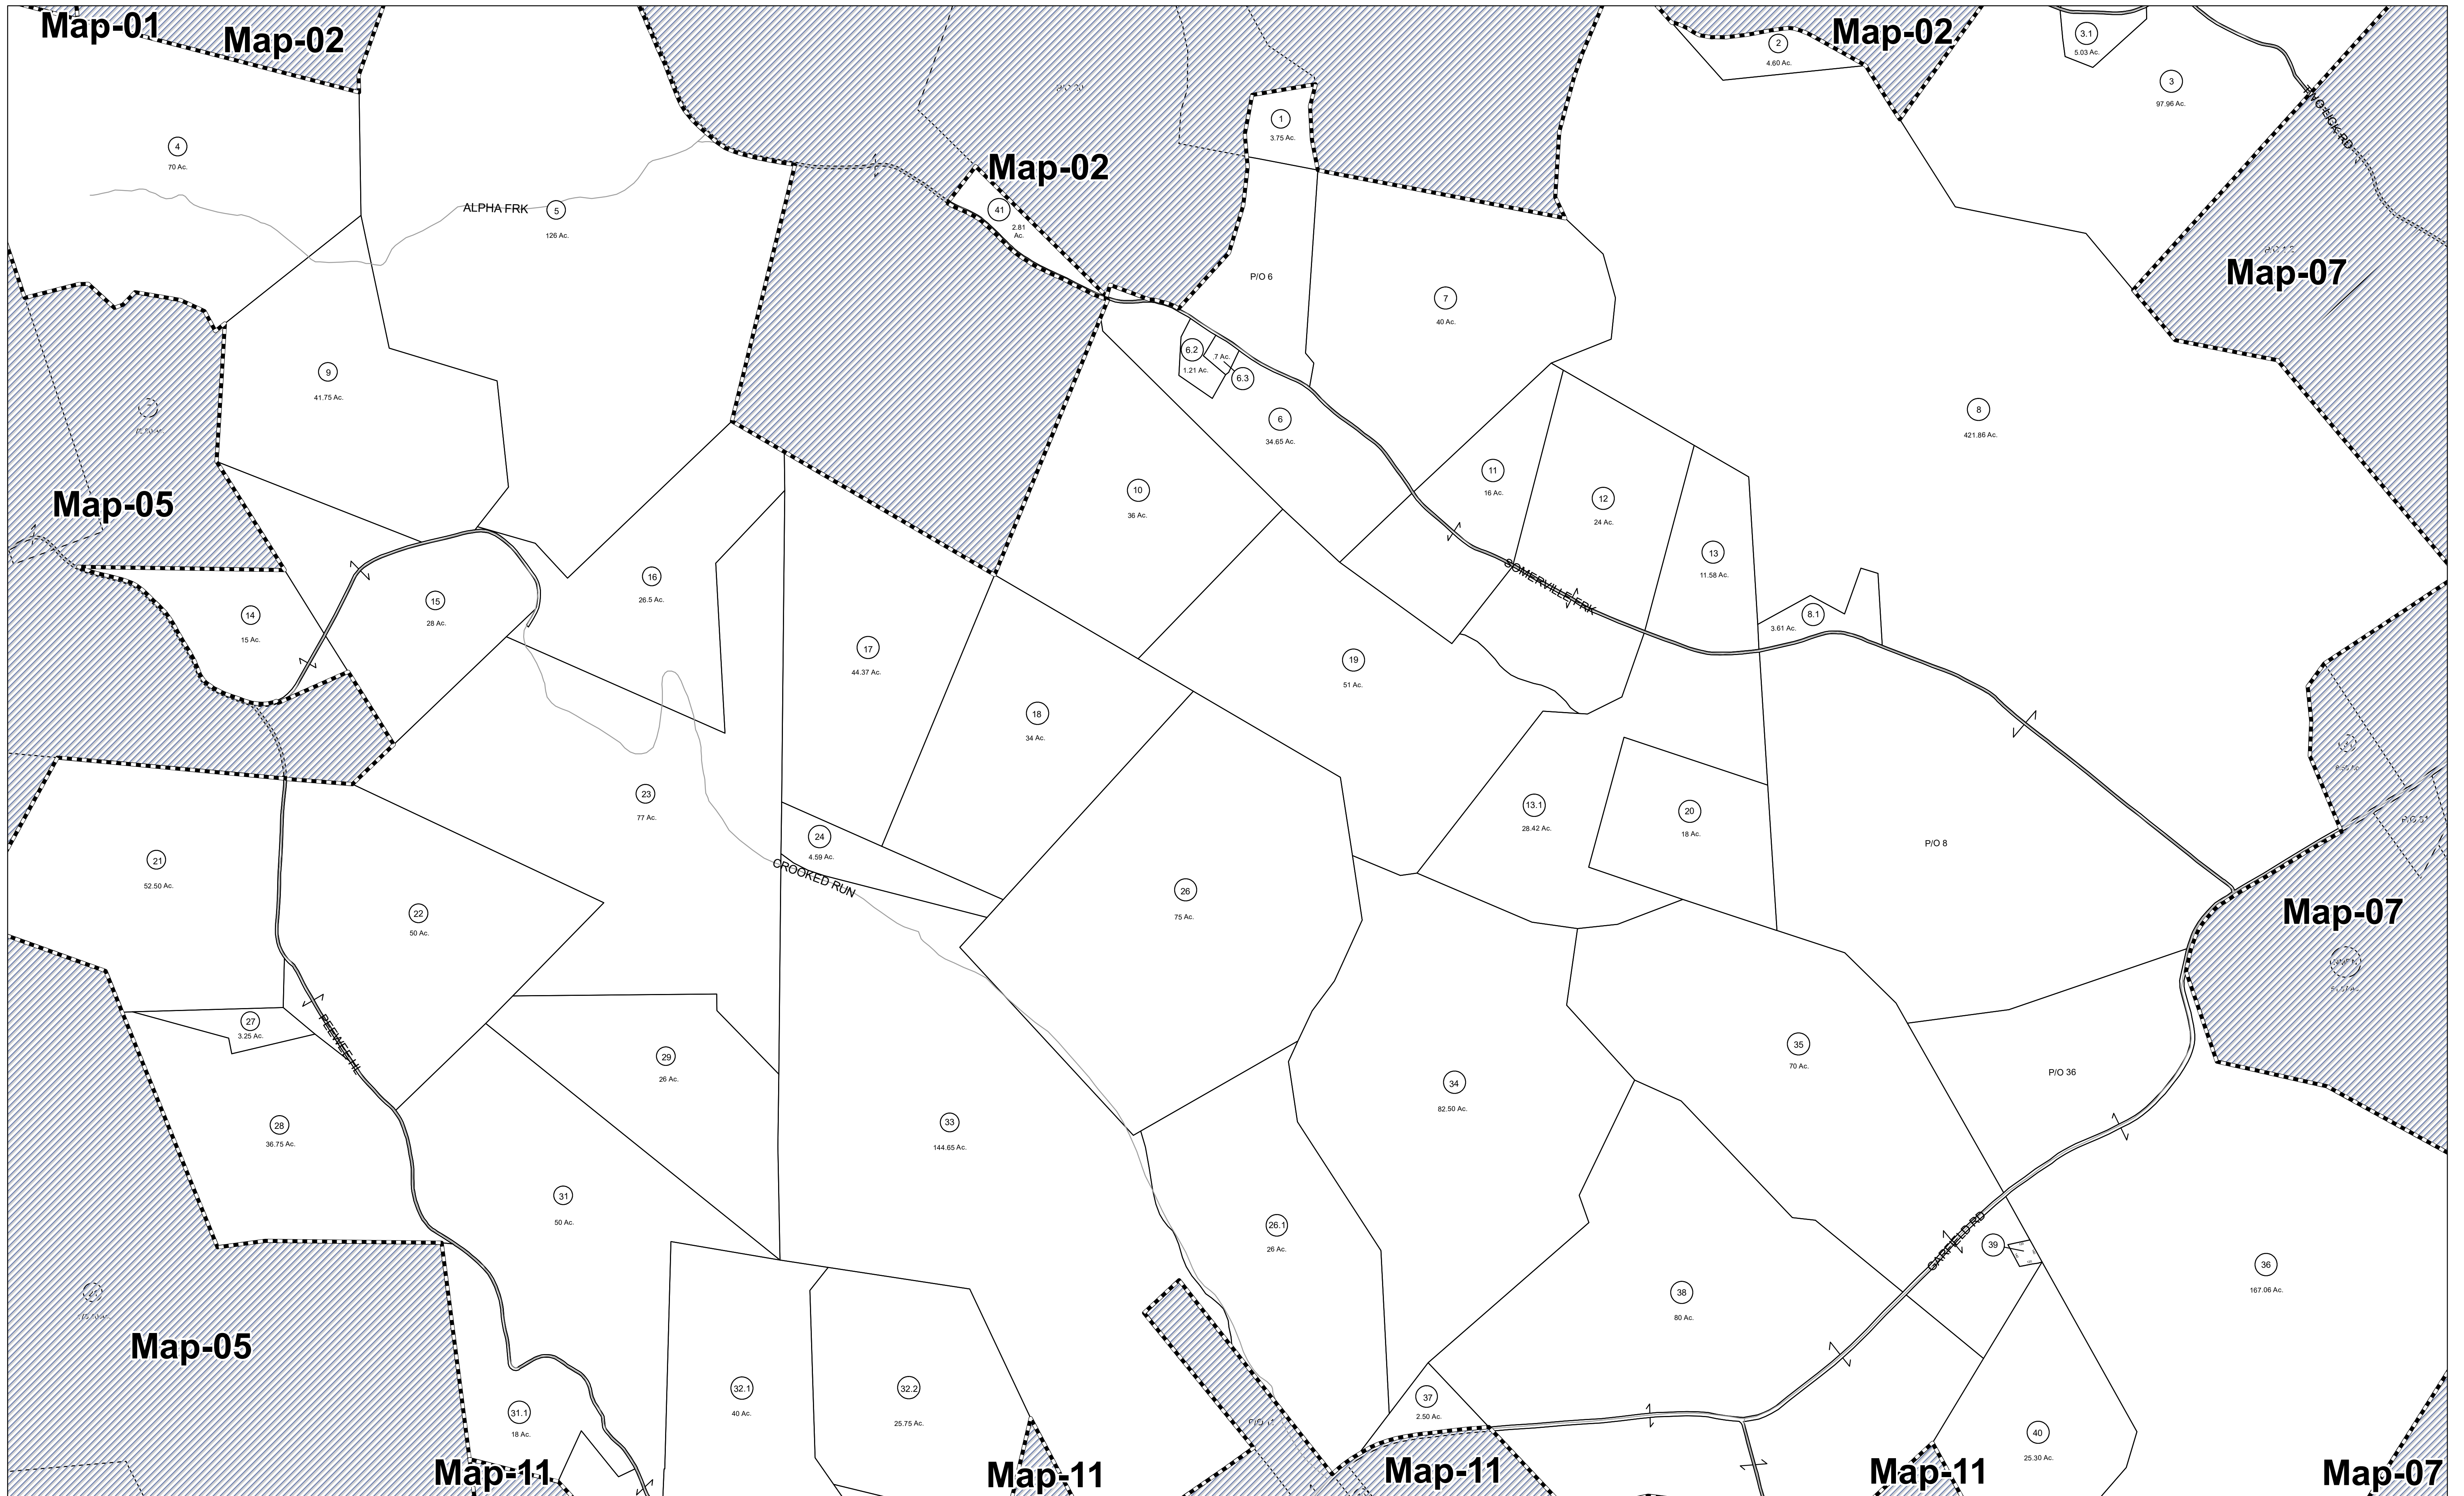 Map-01
Map-02
Map-02
Map-02
Map-07
Map-05
Map-07
Map-05
Map-11
Map-11
Map-11
Map-11
Map-07
2
4.60 Ac.
3.1
5.03 Ac.
3
97.96 Ac.
TWO LICK RD
1
3.75 Ac.
4
70 Ac.
ALPHA FRK
5
126 Ac.
41
2.81
Ac.
P/O 6
7
40 Ac.
6.2
1.21 Ac.
.7 Ac.
6.3
9
41.75 Ac.
6
34.65 Ac.
8
421.86 Ac.
10
36 Ac.
11
16 Ac.
12
24 Ac.
13
11.58 Ac.
SOMERVILLE FRK
8.1
3.61 Ac.
14
15 Ac.
15
28 Ac.
16
26.5 Ac.
17
44.37 Ac.
18
34 Ac.
19
51 Ac.
13.1
28.42 Ac.
20
18 Ac.
P/O 8
23
77 Ac.
24
4.59 Ac.
CROOKED RUN
21
52.50 Ac.
22
50 Ac.
26
75 Ac.
27
3.25 Ac.
PEEWEE HL
28
36.75 Ac.
29
26 Ac.
31
50 Ac.
33
144.65 Ac.
34
82.50 Ac.
35
70 Ac.
P/O 36
26.1
26 Ac.
GARFIELD RD
39
36
167.06 Ac.
38
80 Ac.
31.1
18 Ac.
32.1
40 Ac.
32.2
25.75 Ac.
37
2.50 Ac.
40
25.30 Ac.